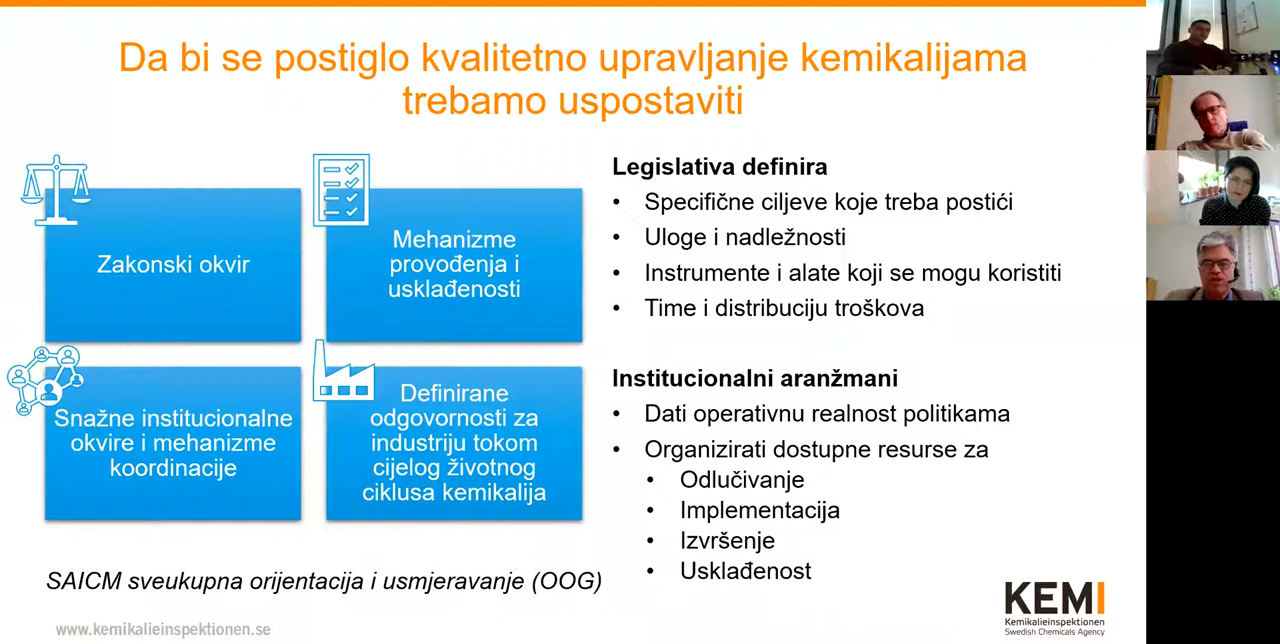 Da bi se postiglo kvalitetno upravljanje kemikalijama
trebamo uspostaviti
Zakonski okvir
Mehanizme
provođenja i
usklađenosti
Snažne institucionalne
okvire i mehanizme
koordinacije
Definirane
odgovornosti za
industriju tokom
cijelog životnog
ciklusa kemikalija
SAICM sveukupna orijentacija i usmjeravanje (OOG)
Legislativa definira
• Specifične ciljeve koje treba postići
• Uloge i nadležnosti
• Instrumente i alate koji se mogu koristiti
• Time i distribuciju troškova
Institucionalni aranžmani
• Dati operativnu realnost politikama
• Organizirati dostupne resurse za
• Odlučivanje
• Implementacija
• Izvršenje
• Usklađenost
www.kemikalieinspektionen.se
KEMI
Kemikalieinspektionen
Swedish Chemicals Agency